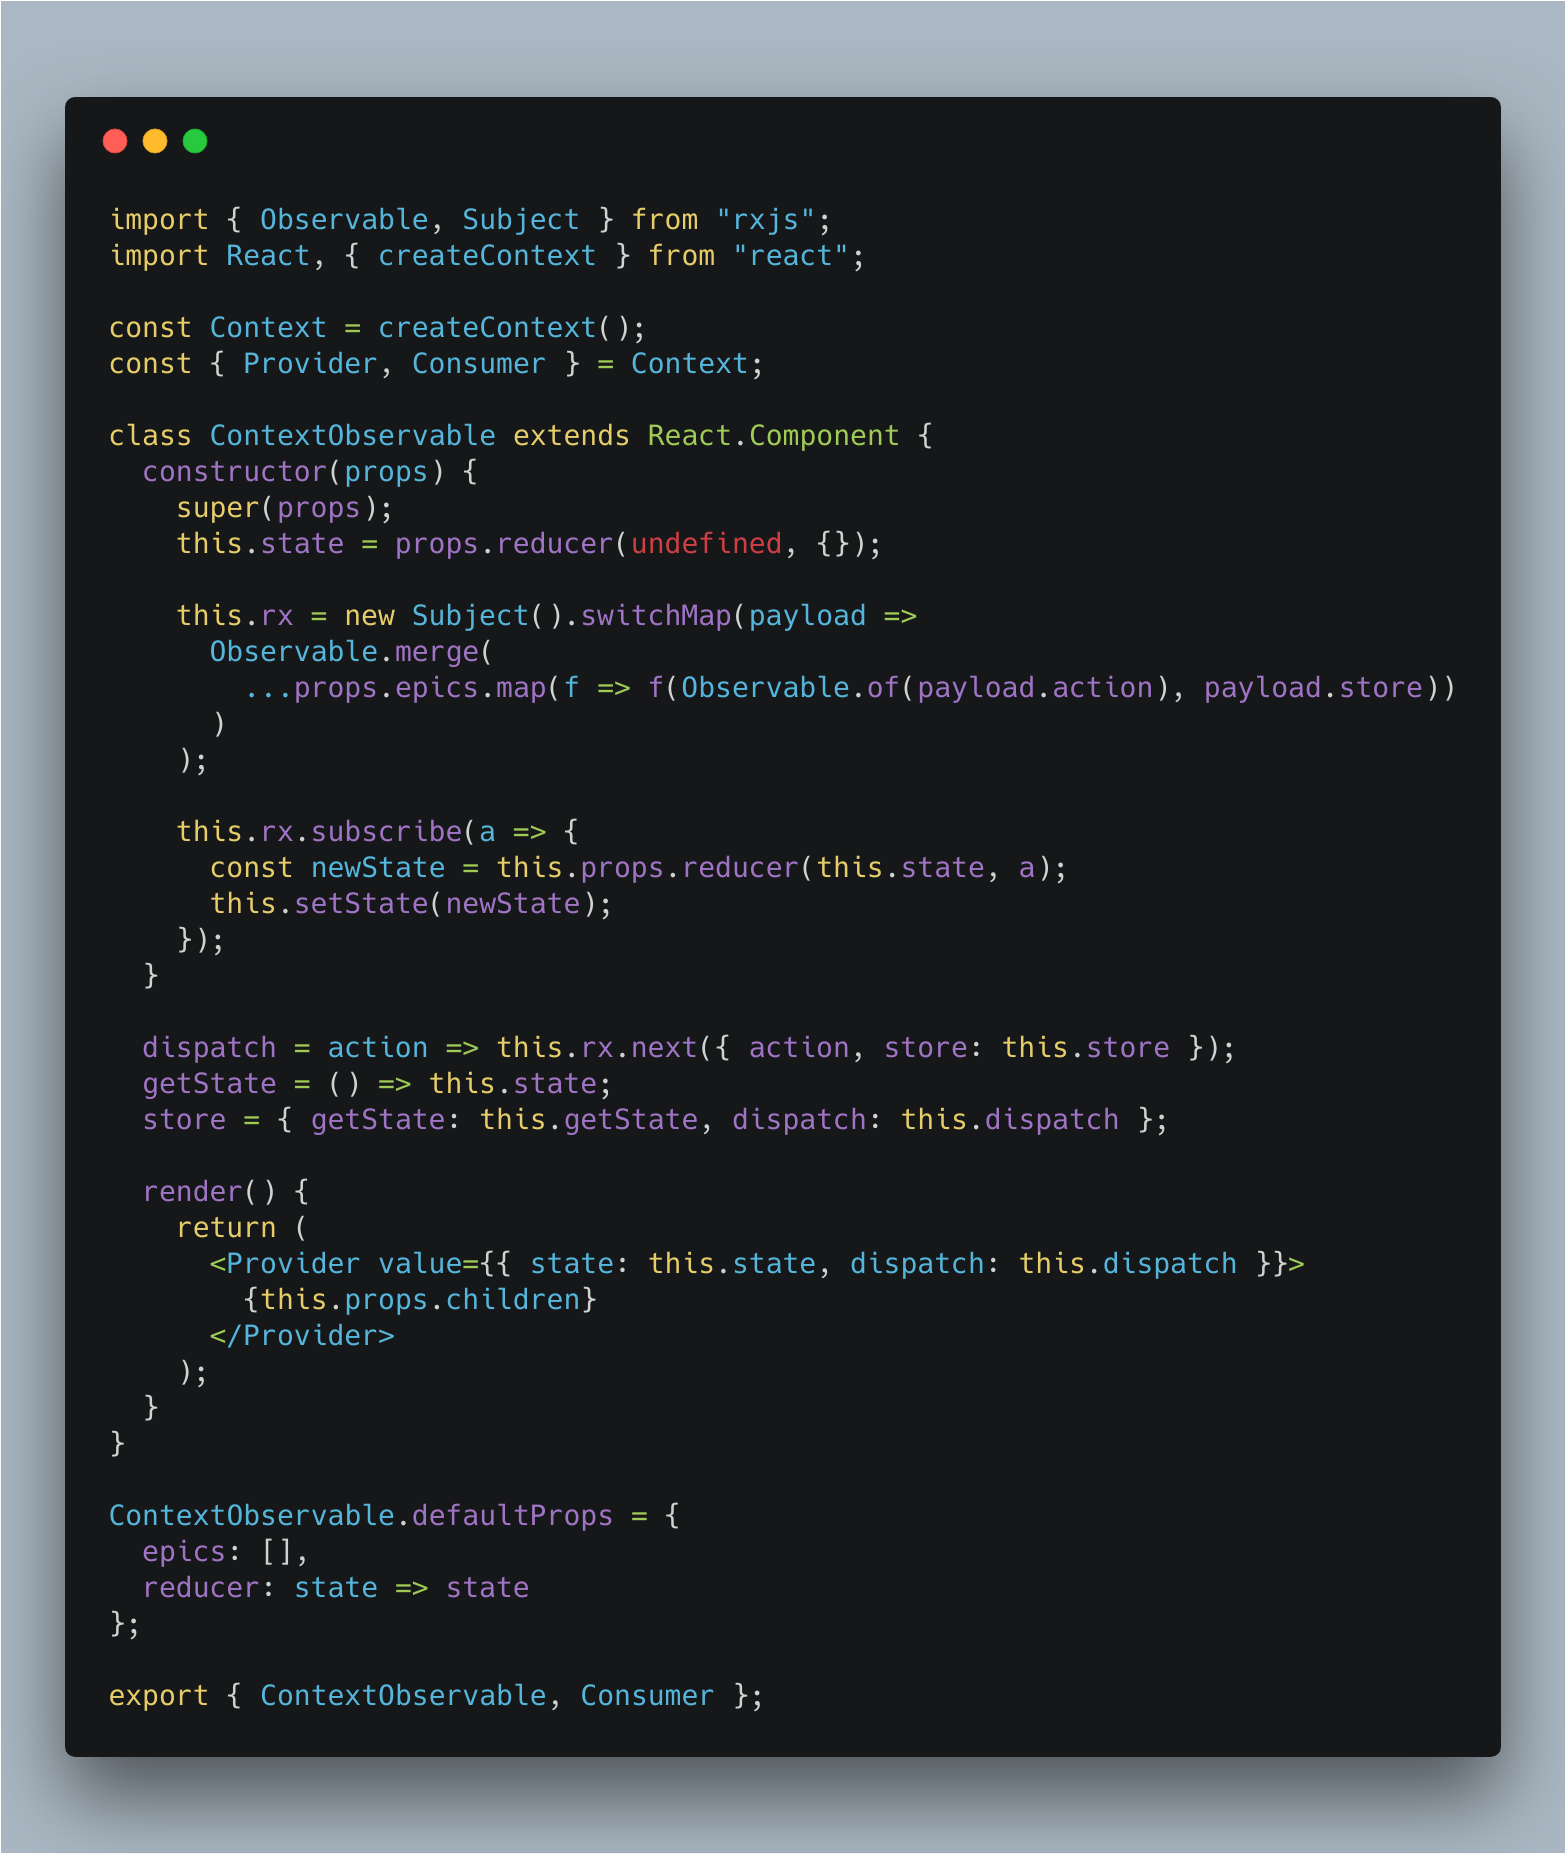 import { Observable, Subject } from "rxjs";
import React, { createContext } from "react";

const Context = createContext();
const { Provider, Consumer } = Context;

class ContextObservable extends React.Component {
  constructor(props) {
    super(props);
    this.state = props.reducer(undefined, {});

    this.rx = new Subject().switchMap(payload =>
      Observable.merge(
        ...props.epics.map(f => f(Observable.of(payload.action), payload.store))
      )
    );

    this.rx.subscribe(a => {
      const newState = this.props.reducer(this.state, a);
      this.setState(newState);
    });
  }

  dispatch = action => this.rx.next({ action, store: this.store });
  getState = () => this.state;
  store = { getState: this.getState, dispatch: this.dispatch };

  render() {
    return (
      <Provider value={{ state: this.state, dispatch: this.dispatch }}>
        {this.props.children}
      </Provider>
    );
  }
}

ContextObservable.defaultProps = {
  epics: [],
  reducer: state => state
};

export { ContextObservable, Consumer };